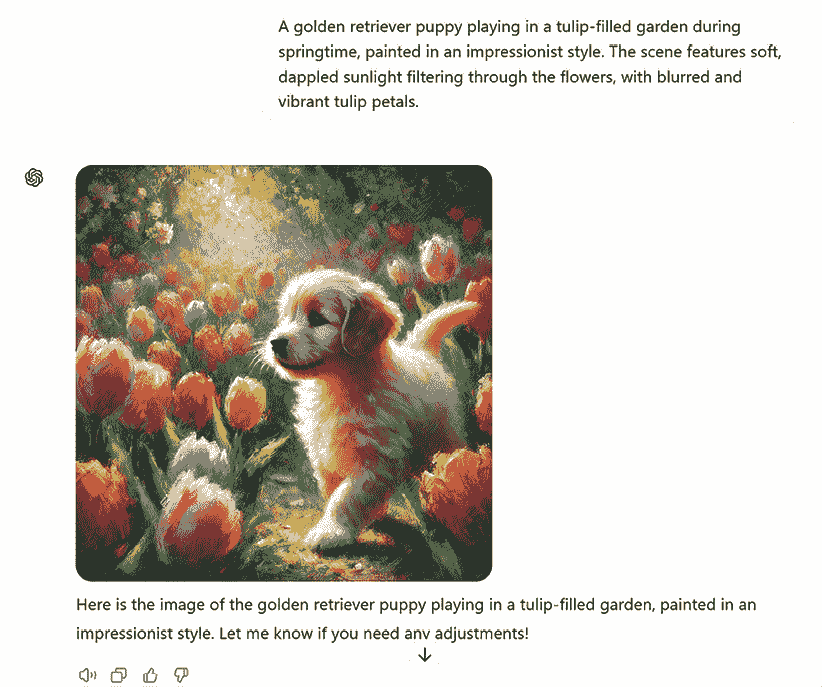 A golden retriever puppy playing in a tulip-filled garden during
springtime, painted in an impressionist style. The scene features soft,
dappled sunlight filtering through the flowers, with blurred and
vibrant tulip petals.
Here is the image of the golden retriever puppy playing in a tulip-filled garden, painted in an
impressionist style. Let me know if you need any adjustments!